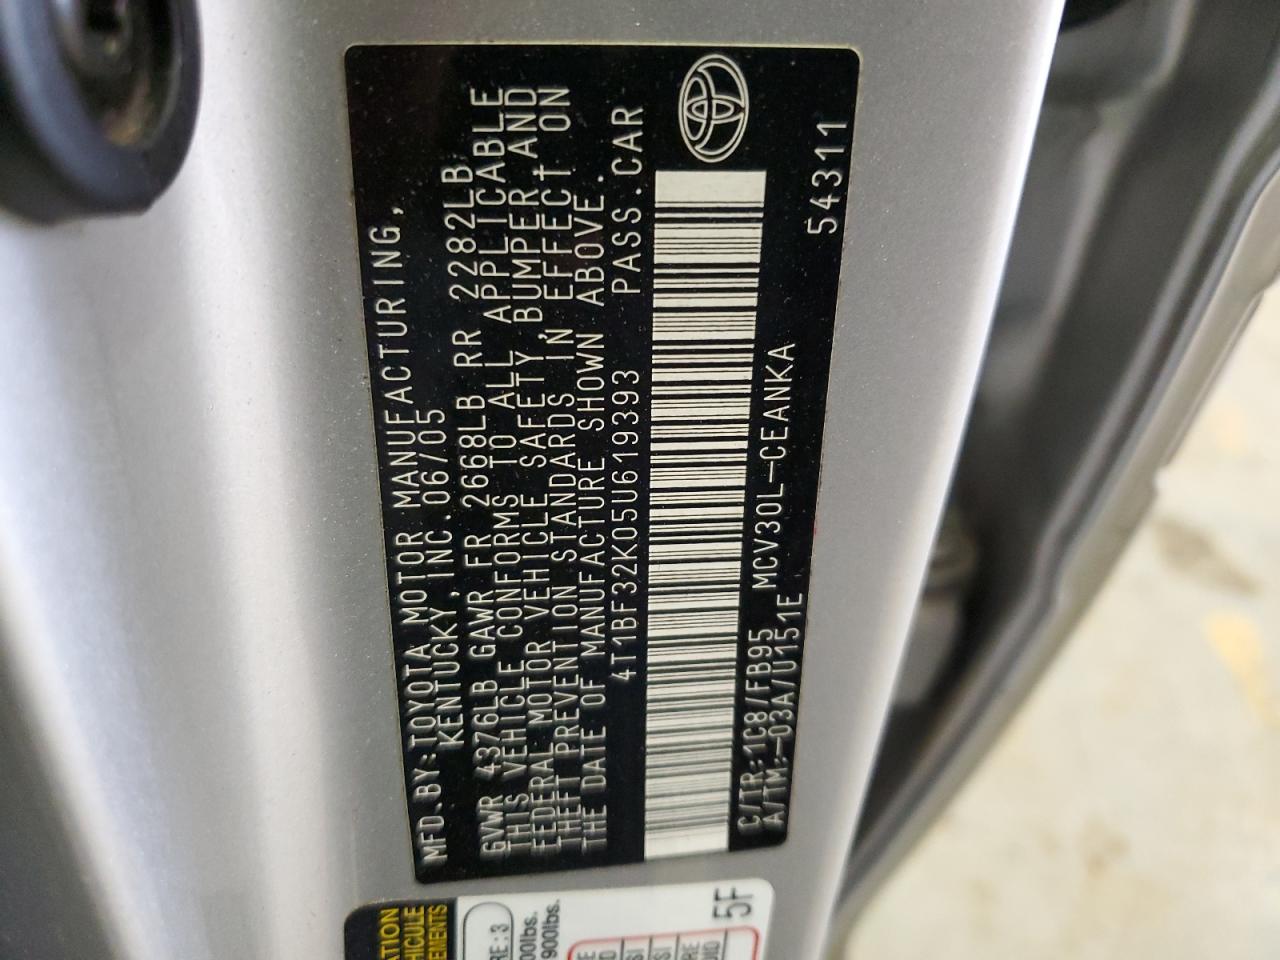 MFD.BY:TOYOTA MOTOR MANUFACTURING,
KENTUCKY,INC.06/05
GVWR 4376LB GAWR FR 2668LB RR 2282LB
THIS VEHICLE CONFORMS TO ALL APPLICABLE
FEDERAL MOTOR VEHICLE SAFETY,BUMPER,AND
THEFT PREVENTION STANDARDS IN EFFECT ON
THE DATE OF MANUFACTURE SHOWN ABOVE.
4T1BF32K05U619393 PASS.CAR
C/TR:1C8/FB95 MCV30L-CEANKA
A/TM:-03A/U151E
54311
5F